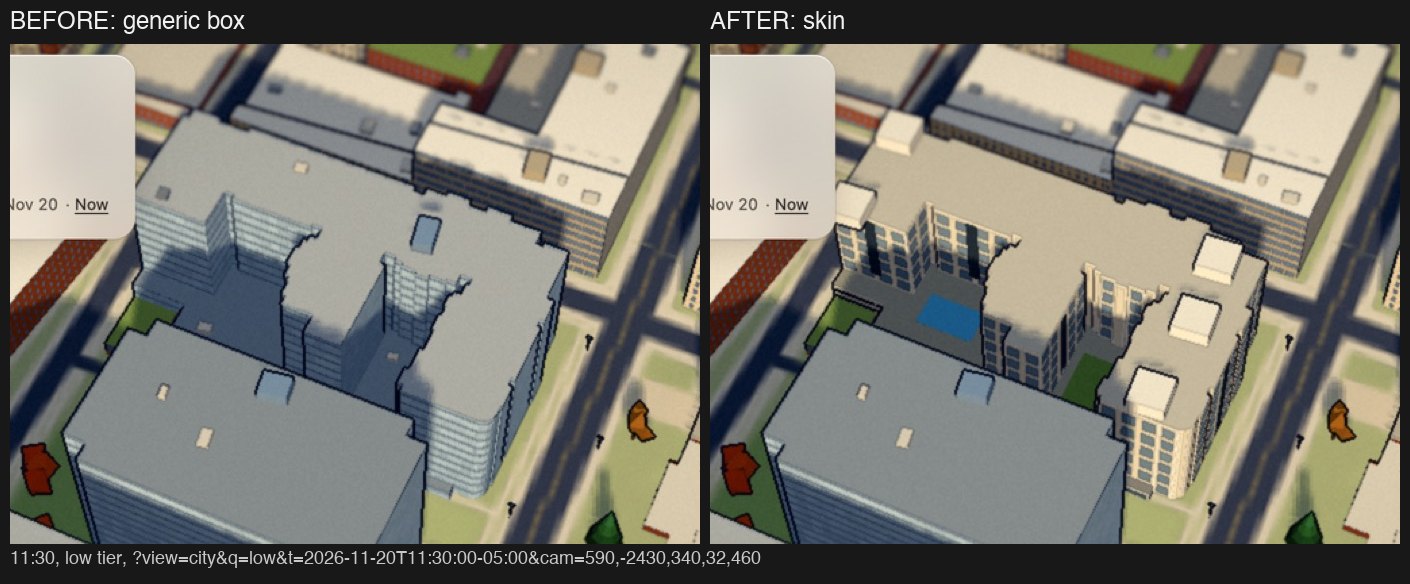 BEFORE: generic box
AFTER: skin
Nov 20 · Now
Nov 20 · Now
11:30, low tier, ?view=city&q=low&t=2026-11-20T11:30:00-05:00&cam=590,-2430,340,32,460